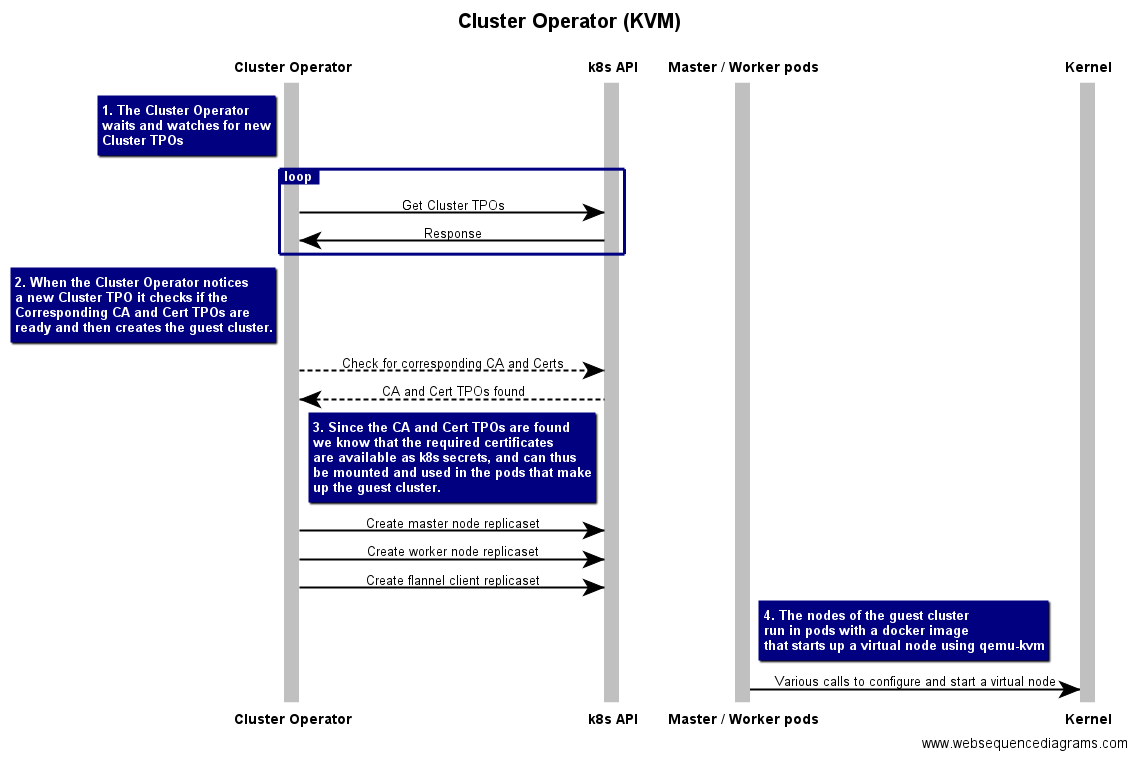 Cluster Operator (KVM)
Cluster Operator
k8s API
Master / Worker pods
Kernel
1. The Cluster Operator
waits and watches for new
Cluster TPOs
loop
Get Cluster TPOs
Response
2. When the Cluster Operator notices
a new Cluster TPO it checks if the
Corresponding CA and Cert TPOs are
ready and then creates the guest cluster.
Check for corresponding CA and Certs
CA and Cert TPOs found
3. Since the CA and Cert TPOs are found
we know that the required certificates
are available as k8s secrets, and can thus
be mounted and used in the pods that make
up the guest cluster.
Create master node replicaset
Create worker node replicaset
Create flannel client replicaset
4. The nodes of the guest cluster
run in pods with a docker image
that starts up a virtual node using qemu-kvm
Various calls to configure and start a virtual node
Cluster Operator
k8s API
Master / Worker pods
Kernel
www.websequencediagrams.com